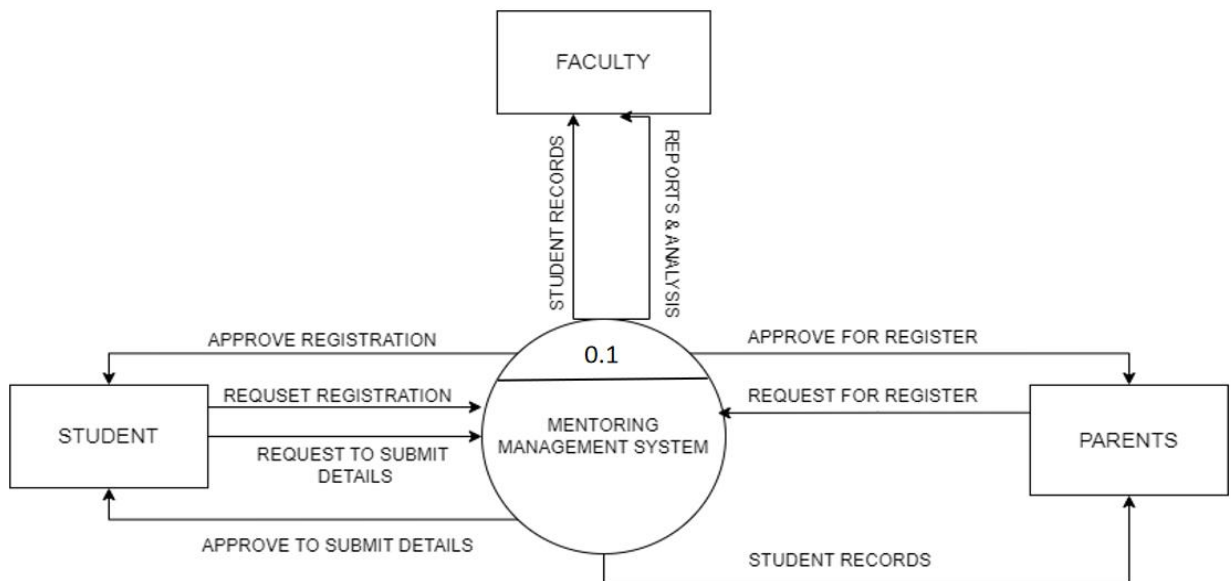 FACULTY
STUDENT RECORDS
REPORTS & ANALYSIS
APPROVE REGISTRATION
0.1
APPROVE FOR REGISTER
REQUSET REGISTRATION
REQUEST FOR REGISTER
STUDENT
MENTORING
MANAGEMENT SYSTEM
PARENTS
REQUEST TO SUBMIT
DETAILS
APPROVE TO SUBMIT DETAILS
STUDENT RECORDS